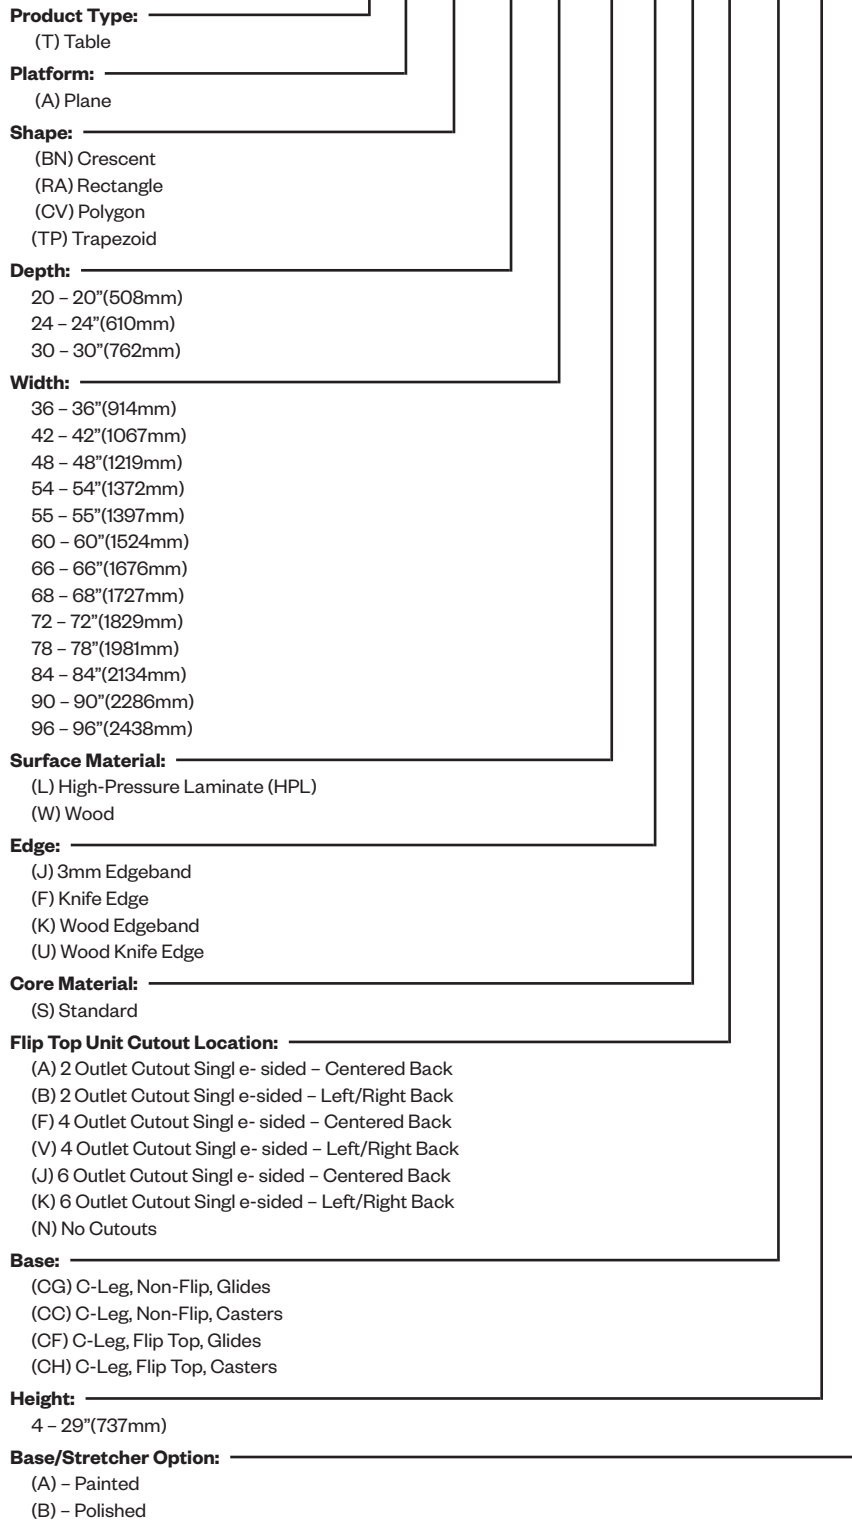 Product Type:
(T) Table
Platform:
(A) Plane
Shape:
(BN) Crescent
(RA) Rectangle
(CV) Polygon
(TP) Trapezoid
Depth:
20 – 20”(508mm)
24 – 24”(610mm)
30 – 30”(762mm)
Width:
36 – 36”(914mm)
42 – 42”(1067mm)
48 – 48”(1219mm)
54 – 54”(1372mm)
55 – 55”(1397mm)
60 – 60”(1524mm)
66 – 66”(1676mm)
68 – 68”(1727mm)
72 – 72”(1829mm)
78 – 78”(1981mm)
84 – 84”(2134mm)
90 – 90”(2286mm)
96 – 96”(2438mm)
Surface Material:
(L) High-Pressure Laminate (HPL)
(W) Wood
Edge:
(J) 3mm Edgeband
(F) Knife Edge
(K) Wood Edgeband
(U) Wood Knife Edge
Core Material:
(S) Standard
Flip Top Unit Cutout Location:
(A) 2 Outlet Cutout Singl e- sided – Centered Back
(B) 2 Outlet Cutout Singl e-sided – Left/Right Back
(F) 4 Outlet Cutout Singl e- sided – Centered Back
(V) 4 Outlet Cutout Singl e- sided – Left/Right Back
(J) 6 Outlet Cutout Singl e- sided – Centered Back
(K) 6 Outlet Cutout Singl e-sided – Left/Right Back
(N) No Cutouts
Base:
(CG) C-Leg, Non-Flip, Glides
(CC) C-Leg, Non-Flip, Casters
(CF) C-Leg, Flip Top, Glides
(CH) C-Leg, Flip Top, Casters
Height:
4 – 29”(737mm)
Base/Stretcher Option:
(A) – Painted
(B) – Polished